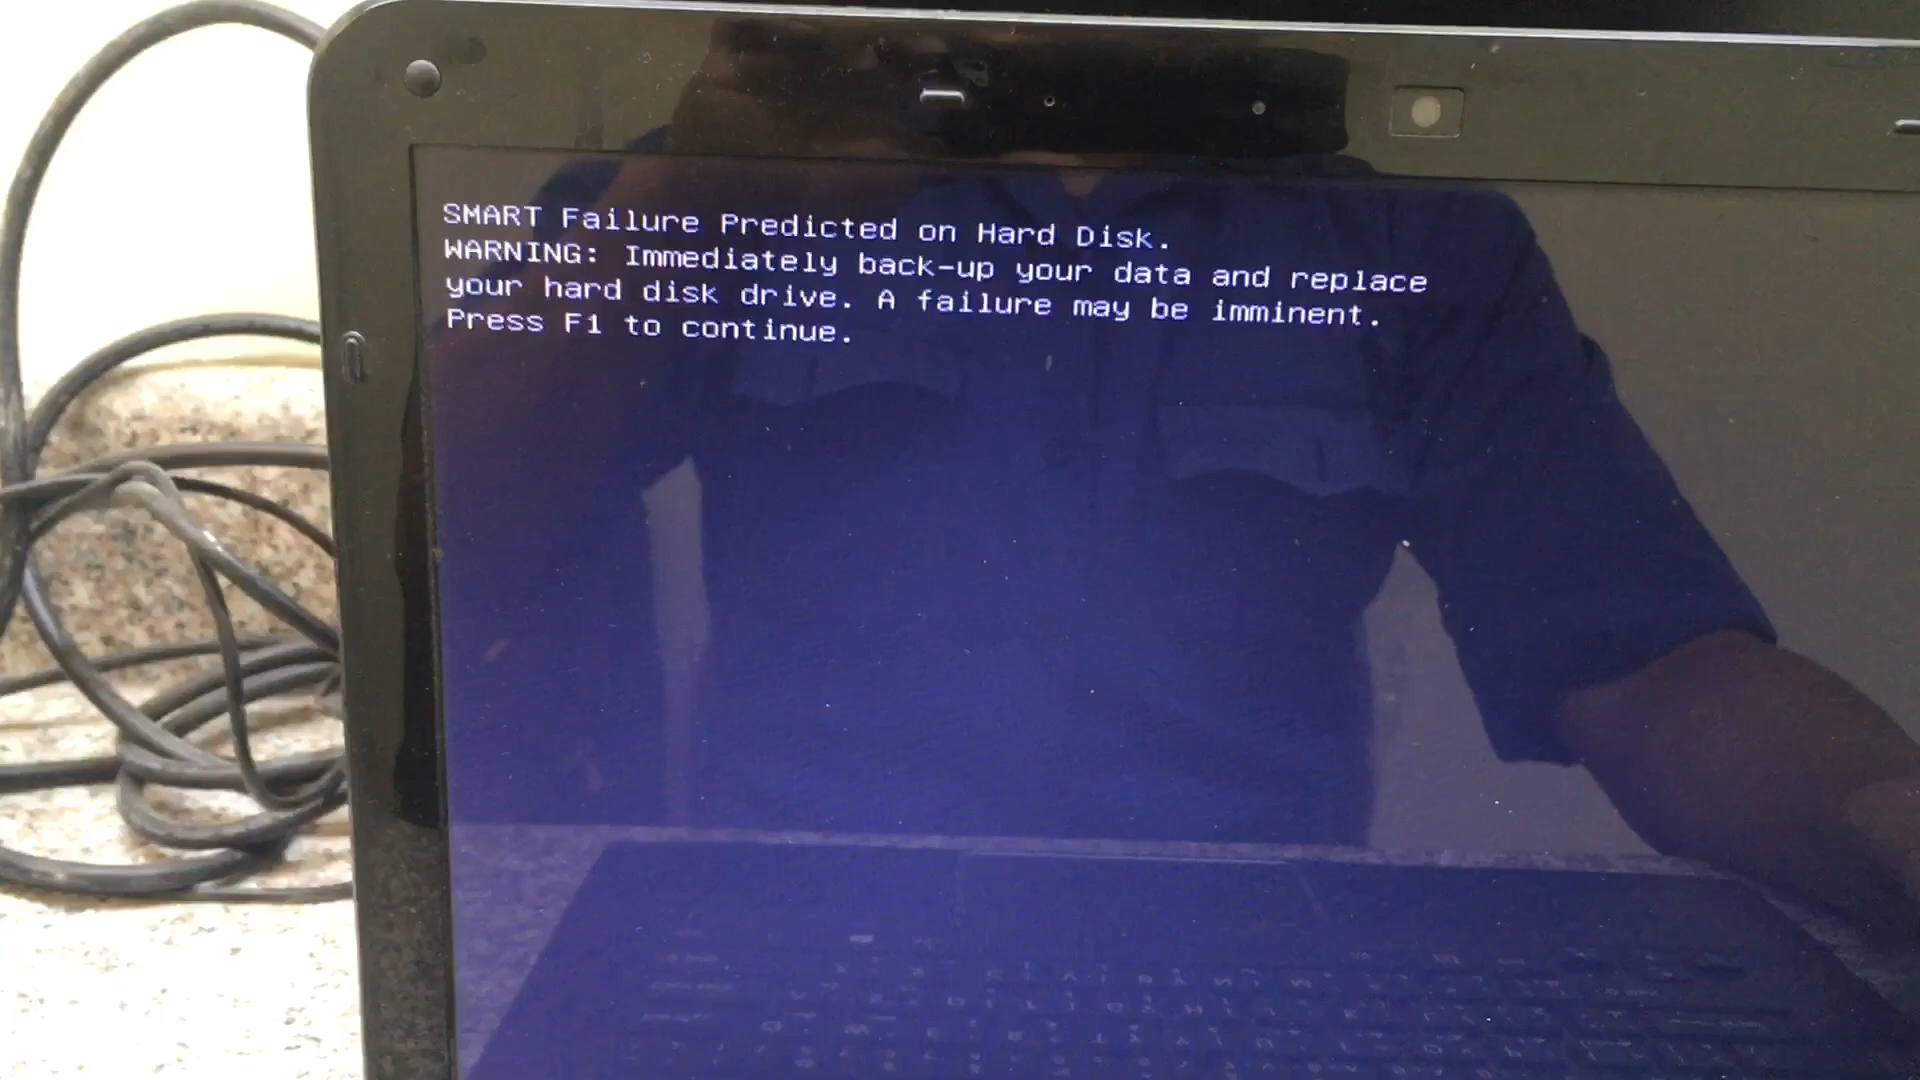 SMART Failure Predicted on Hard Disk.
WARNING: Immediately back-up your data and replace
your hard disk drive. A failure may be imminent.
Press F1 to continue.